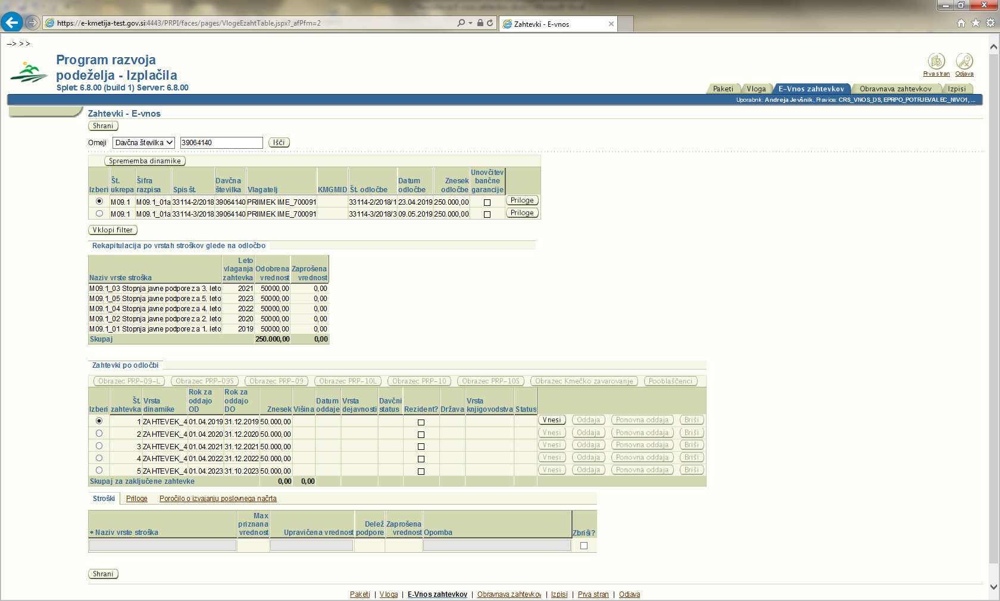 https://e-kmetija-test.gov.si:4443/PRPI/faces/pages/VlogeEzahtTable.jspx?_afPfm=2
Zahtevki - E-vnos
--> > >
Program razvoja
podeželja - Izplačila
Splet: 6.8.00 (build 1) Server: 6.8.00
Prva stran Odjava
Paketi Vloga E-Vnos zahtevkov Obravnava zahtevkov Izpisi
Uporabnik: Andreja Jevšnik, Pravice: CRS_VNOS_DS, EPRPO_POTRJEVALEC_NIVO1, ...
Zahtevki - E-vnos
Shrani
Omeji Davčna številka 39064140 Išči
Sprememba dinamike
Izberi Št. ukrepa Šifra razpisa Spis št. Davčna številka Vlagatelj KMGMID Št. odločbe Datum odločbe Znesek odločbe Unovčitev bančne garancije
M09.1 M09.1_01a 33114-2/2018 39064140 PRIIMEK IME_700091 33114-2/2018/1 23.04.2019 250.000,00 Priloge
M09.1 M09.1_01a 33114-3/2018 39064140 PRIIMEK IME_700091 33114-3/2018/3 09.05.2019 250.000,00 Priloge
Vklopi filter
Rekapitulacija po vrstah stroškov glede na odločbo
Naziv vrste stroška Leto vlaganja zahtevka Odobrena vrednost Zaprošena vrednost
M09.1_03 Stopnja javne podpore za 3. leto 2021 50000,00 0,00
M09.1_05 Stopnja javne podpore za 5. leto 2023 50000,00 0,00
M09.1_04 Stopnja javne podpore za 4. leto 2022 50000,00 0,00
M09.1_02 Stopnja javne podpore za 2. leto 2020 50000,00 0,00
M09.1_01 Stopnja javne podpore za 1. leto 2019 50000,00 0,00
Skupaj 250.000,00 0,00
Zahtevki po odločbi
Obrazec PRP-09-L Obrazec PRP-09S Obrazec PRP-09 Obrazec PRP-10L Obrazec PRP-10 Obrazec PRP-10S Obrazec Kmečko zavarovanje Pooblaščenci
Izberi Št. zahtevka Vrsta dinamike Rok za oddajo OD Rok za oddajo DO Znesek Višina Datum oddaje Vrsta dejavnosti Davčni status Rezident? Država Vrsta knjigovodstva Status
1 ZAHTEVEK_4 01.04.2019 31.12.2019 50.000,00 Vnesi Oddaja Ponovna oddaja Briši
2 ZAHTEVEK_4 01.04.2020 31.12.2020 50.000,00 Vnesi Oddaja Ponovna oddaja Briši
3 ZAHTEVEK_4 01.04.2021 31.12.2021 50.000,00 Vnesi Oddaja Ponovna oddaja Briši
4 ZAHTEVEK_4 01.04.2022 31.12.2022 50.000,00 Vnesi Oddaja Ponovna oddaja Briši
5 ZAHTEVEK_4 01.04.2023 31.10.2023 50.000,00 Vnesi Oddaja Ponovna oddaja Briši
Skupaj za zaključene zahtevke 0,00 0,00
Stroški Priloge Poročilo o izvajanju poslovnega načrta
* Naziv vrste stroška Max priznana vrednost Upravičena vrednost Delež podpore Zaprošena vrednost Opomba Zbriši?
Shrani
Paketi | Vloga | E-Vnos zahtevkov | Obravnava zahtevkov | Izpisi | Prva stran | Odjava